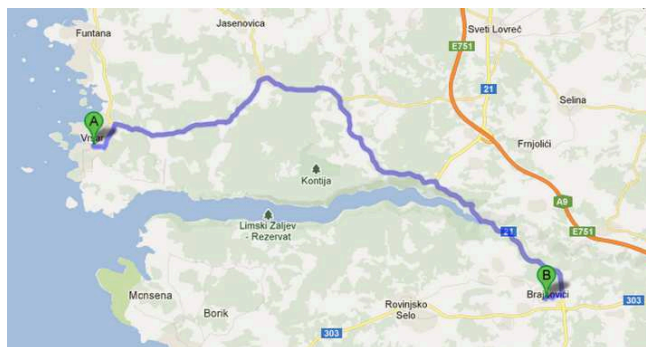 Funtana
Jasenovica
Sveti Lovreč
E751
21
Selina
A
Vrsar
Frnjolići
Kontija
A9
Limski Zaljev
- Rezervat
21
E751
B
Mcnsena
Brajkovići
Rovinjsko
Selo
303
Borik
303